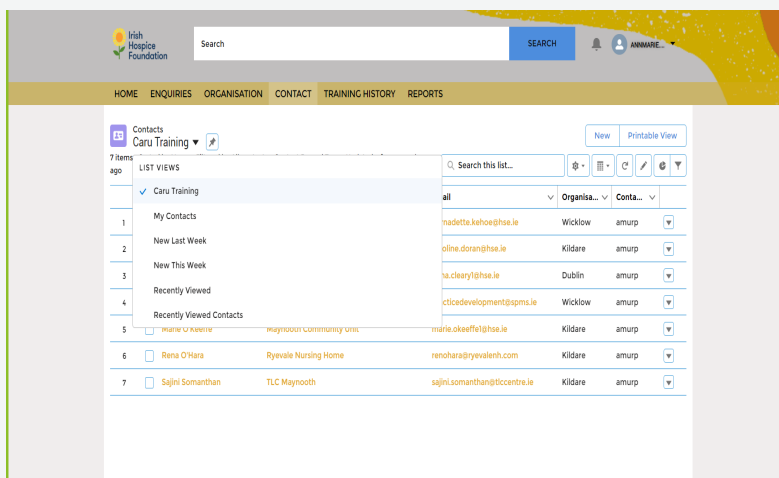 Irish
Hospice
Foundation
Search
SEARCH
ANNMARIE...
HOME ENQUIRIES ORGANISATION CONTACT TRAINING HISTORY REPORTS
Contacts
Caru Training
New Printable View
7 items
ago
Search this list...
LIST VIEWS
Caru Training
My Contacts
New Last Week
New This Week
Recently Viewed
Recently Viewed Contacts
ail Organisa... Conta...
1 rnadette.kehoe@hse.ie Wicklow amurp
2 oline.doran@hse.ie Kildare amurp
3 na.cleary1@hse.ie Dublin amurp
4 cticedevelopment@spms.ie Wicklow amurp
5 Marie O'Keeffe Maynooth Community Unit marie.okeeffe1@hse.ie Kildare amurp
6 Rena O'Hara Ryevale Nursing Home renohara@ryevalenh.com Kildare amurp
7 Sajini Somanthan TLC Maynooth sajini.somanthan@tlccentre.ie Kildare amurp